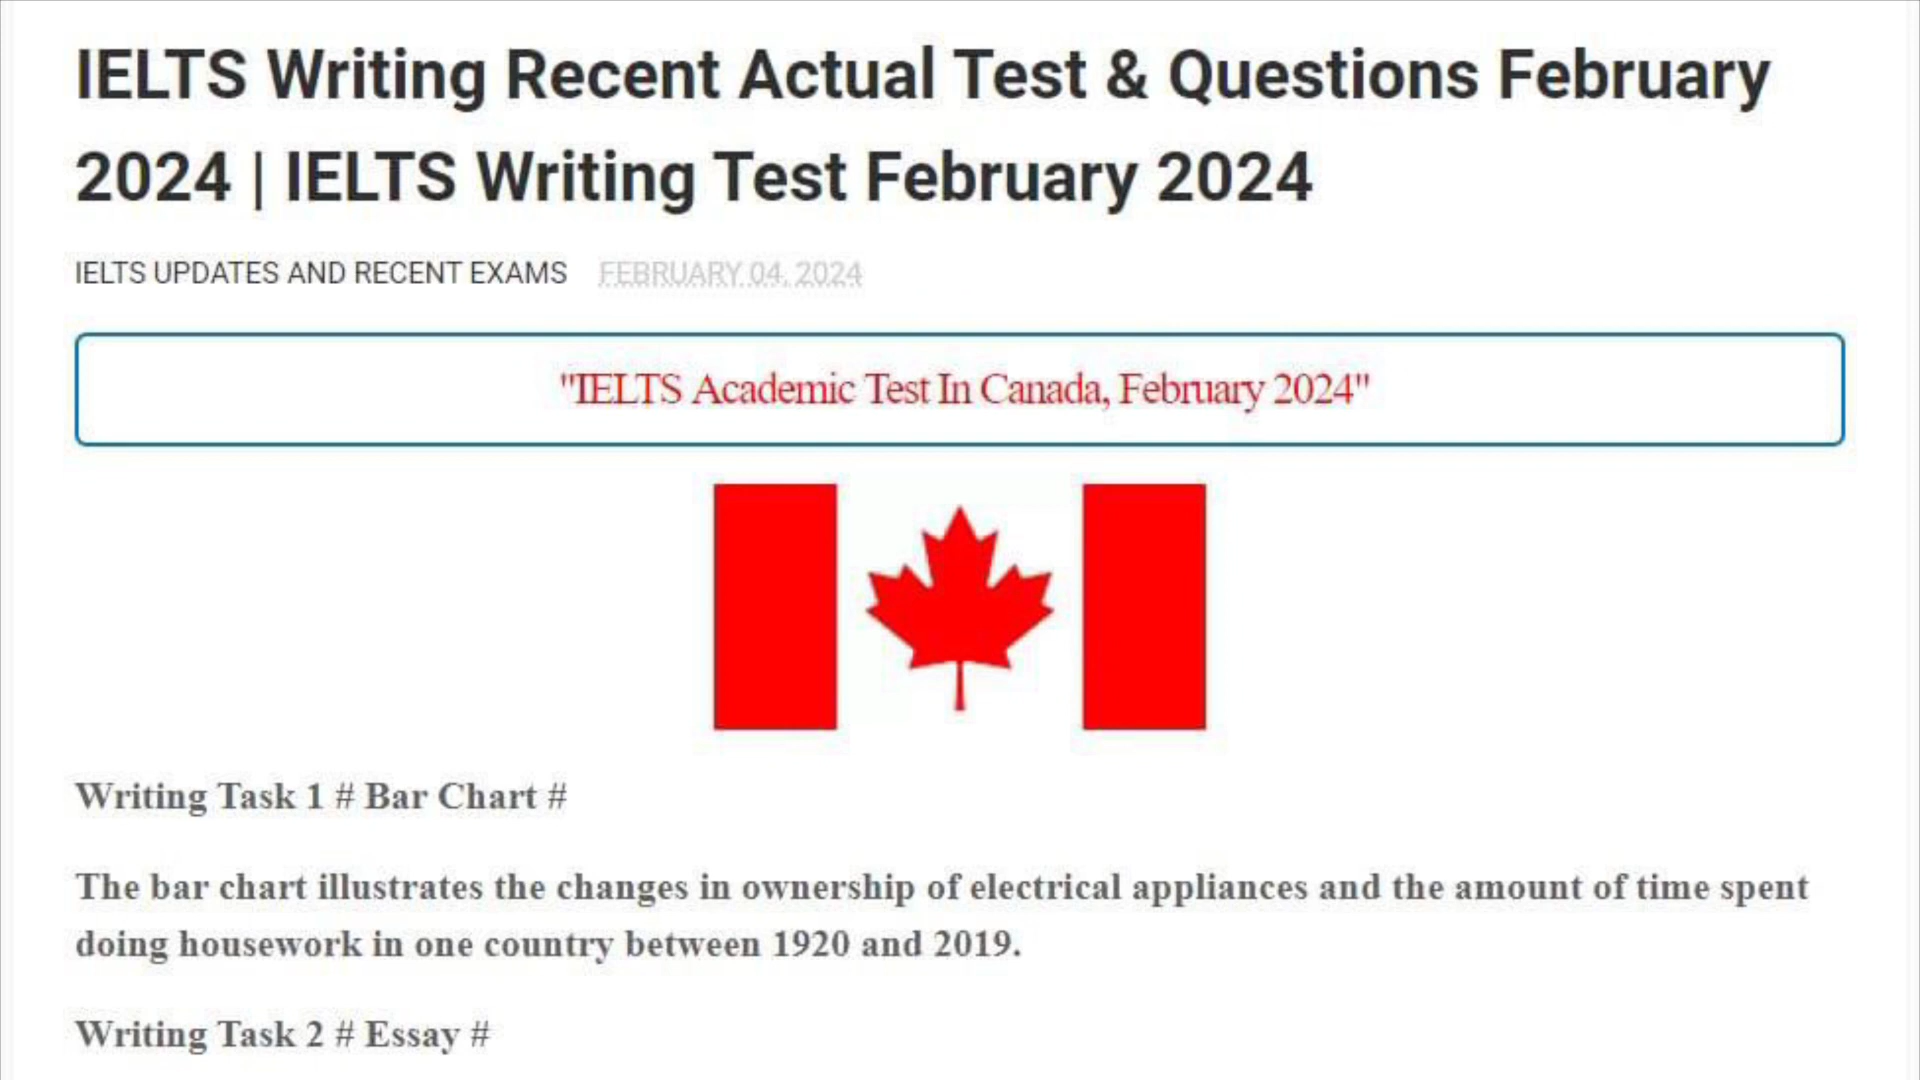 IELTS Writing Recent Actual Test & Questions February
2024 | IELTS Writing Test February 2024
IELTS UPDATES AND RECENT EXAMS FEBRUARY 04, 2024
"IELTS Academic Test In Canada, February 2024"
Writing Task 1 # Bar Chart #
The bar chart illustrates the changes in ownership of electrical appliances and the amount of time spent
doing housework in one country between 1920 and 2019.
Writing Task 2 # Essay #